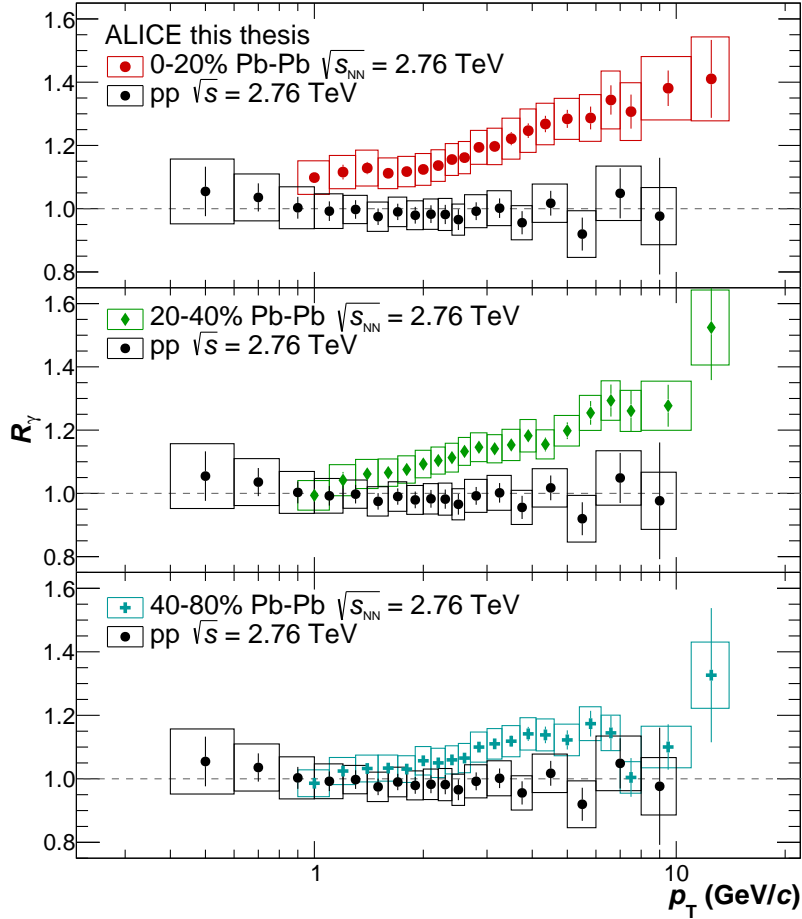 ALICE this thesis
0-20% Pb-Pb √s_NN = 2.76 TeV
pp √s = 2.76 TeV
1.6
1.4
1.2
1.0
0.8
20-40% Pb-Pb √s_NN = 2.76 TeV
pp √s = 2.76 TeV
1.6
1.4
1.2
1.0
0.8
R_γ
40-80% Pb-Pb √s_NN = 2.76 TeV
pp √s = 2.76 TeV
1.6
1.4
1.2
1.0
0.8
1
10
p_T (GeV/c)